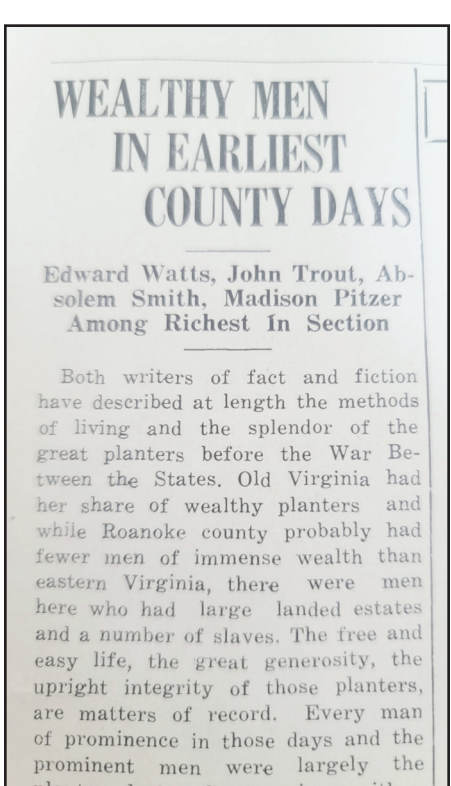 WEALTHY MEN
IN EARLIEST
COUNTY DAYS
Edward Watts, John Trout, Ab-
solem Smith, Madison Pitzer
Among Richest In Section
Both writers of fact and fiction
have described at length the methods
of living and the splendor of the
great planters before the War Be-
tween the States. Old Virginia had
her share of wealthy planters and
while Roanoke county probably had
fewer men of immense wealth than
eastern Virginia, there were men
here who had large landed estates
and a number of slaves. The free and
easy life, the great generosity, the
upright integrity of those planters,
are matters of record. Every man
of prominence in those days and the
prominent men were largely the